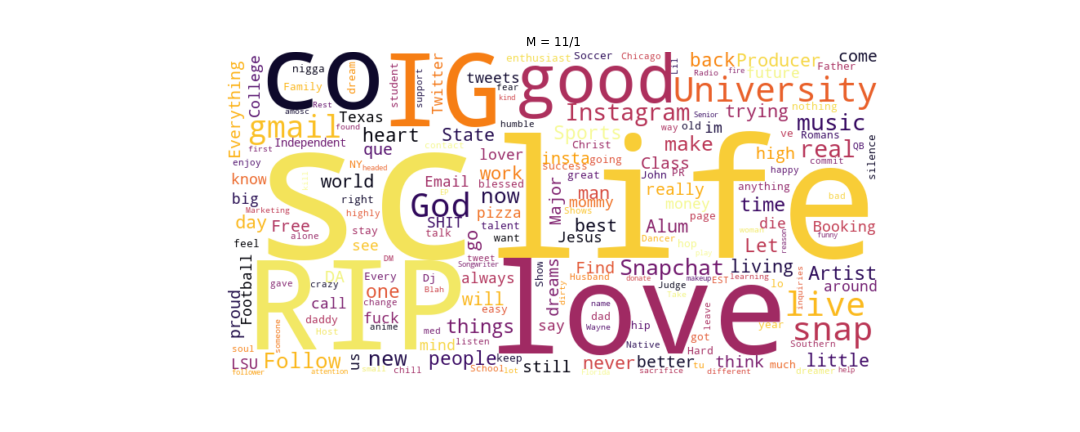 M = 11/1
Everything
College
co
nigga
Family
amosc
Rest
dream
student
support
IG
Twitter
tweets
fear
kind
humble
enthusiast
Soccer
Chicago
good
Lil
Radio
fire
back
Producer
future
come
Father
nothing
University
gmail
found
Texas
Independent
first
heart
que
State
contact
Instagram
trying
Senior
way
old
im
music
ve
Romans
QB
silence
Sports
Christ
make
real
commit
enjoy
NY
headed
lover
insta
going
success
Class
high
happy
know
world
Email
work
blessed
great
John
PR
anything
SC
life
big
right
God
now
Major
man
mommy
really
money
time
bad
day
Free
highly
SHIT
pizza
talent
Shows
best
Alum
page
die
Booking
feel
alone
Marketing
stay
see
talk
go
want
Jesus
Dancer
hop
women
Let
reason
funny
DM
tweet
Songwriter
Football
proud
RIP
gave
crazy
DA
Every
Dj
Blah
always
Show
dreams
dirty
Find
Husband
Snapchat
donate
makeup
EST
Judge
living
learning
lo
inquiries
Artist
around
call
one
change
will
easy
love
name
dad
Wayne
leave
live
daddy
Host
fuck
anime
med
things
say
hip
Native
got
year
snap
soul
someone
mind
listen
Hard
Southern
LSU
Follow
us
new
people
keep
still
never
better
think
much
little
follower
attention
small
chill
School
lot
sacrifice
tu
different
dreamer
help